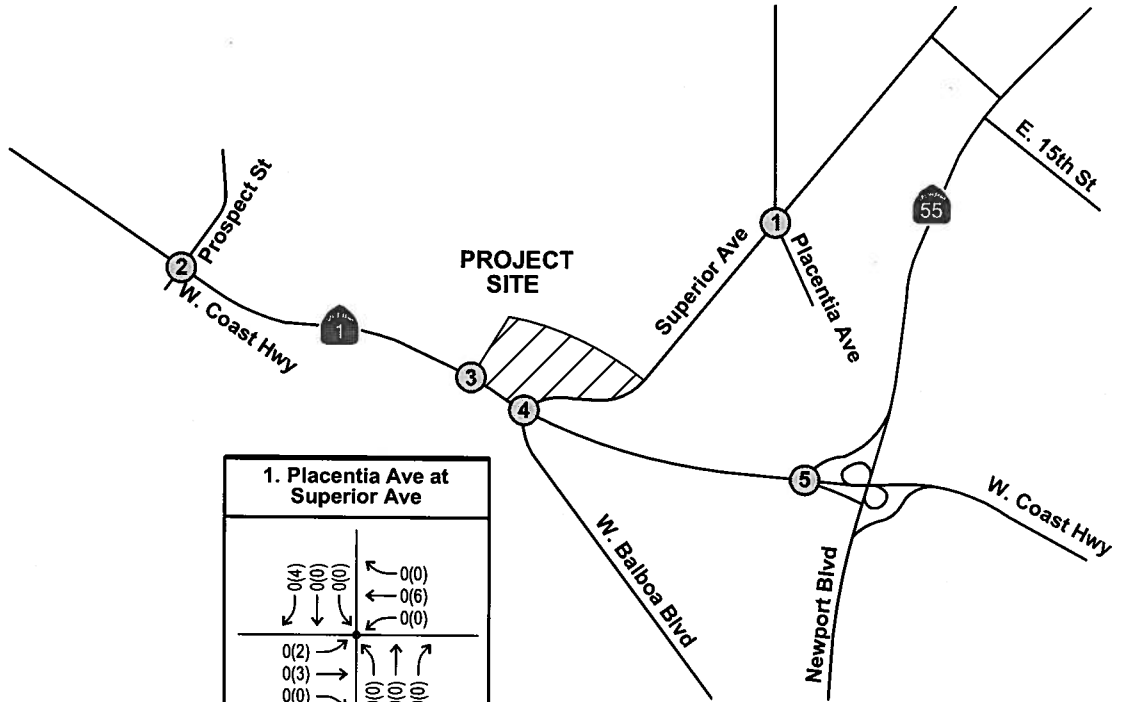 E. 15th St
55
Prospect St
1
Placentia Ave
Superior Ave
PROJECT
SITE
2
W. Coast Hwy
1
3
4
5
W. Coast Hwy
W. Balboa Blvd
Newport Blvd
1. Placentia Ave at
Superior Ave
0(4) 0(0) 0(0)
0(0)
0(6)
0(0)
0(2)
0(3)
0(0)